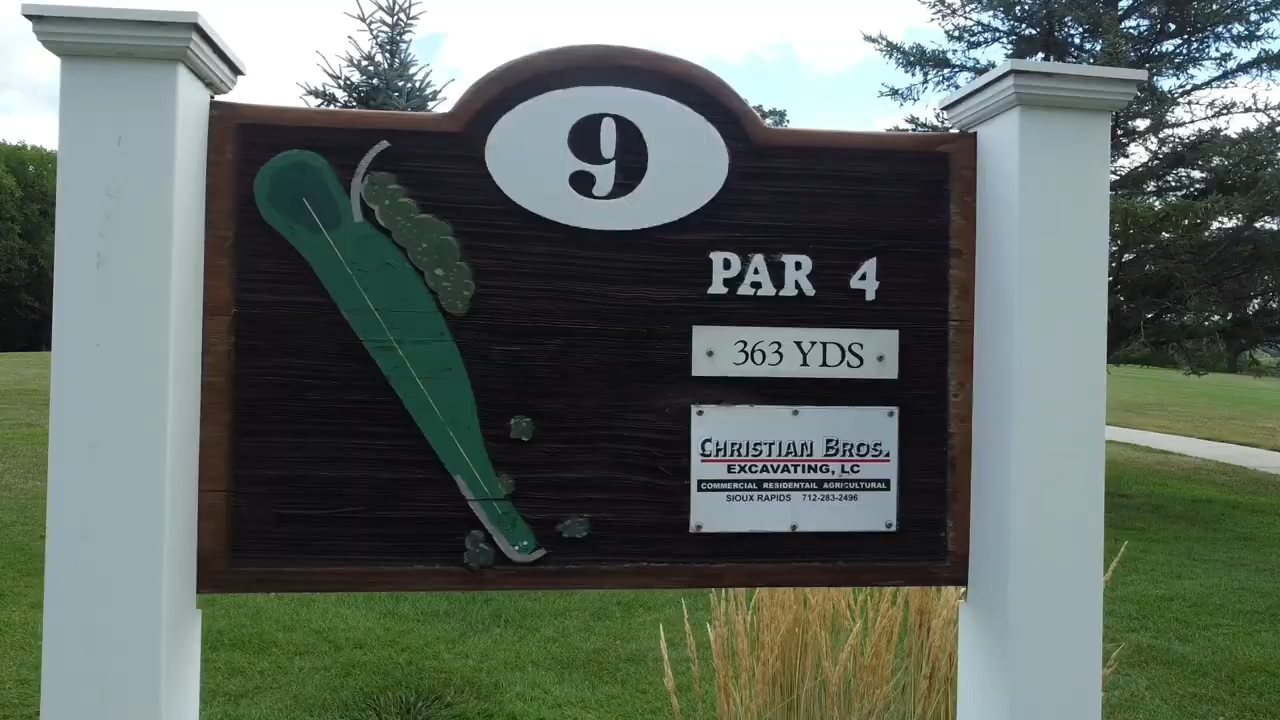 9
PAR 4
363 YDS
CHRISTIAN BROS.
EXCAVATING, LC
COMMERCIAL RESIDENTAIL AGRICULTURAL
SIOUX RAPIDS 712-283-2496